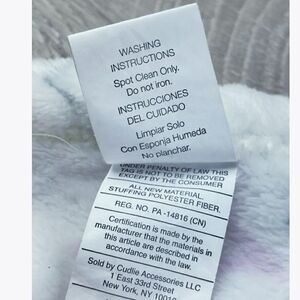 WASHING
INSTRUCTIONS
Spot Clean Only.
Do not iron.
INSTRUCCIONES
DEL CUIDADO
Limpiar Solo
Con Esponja Humeda
No planchar.
UNDER PENALTY OF LAW THIS
TAG IS NOT TO BE REMOVED
EXCEPT BY THE CONSUMER
ALL NEW MATERIAL,
STUFFING POLYESTER FIBER.
REG. NO. PA -14816 (CN)
Certification is made by the
manufacturer that the materials in
this article are described in
accordance with the law.
Sold by Cudlie Accessories LLC
1 East 33rd Street
New York, NY 10016